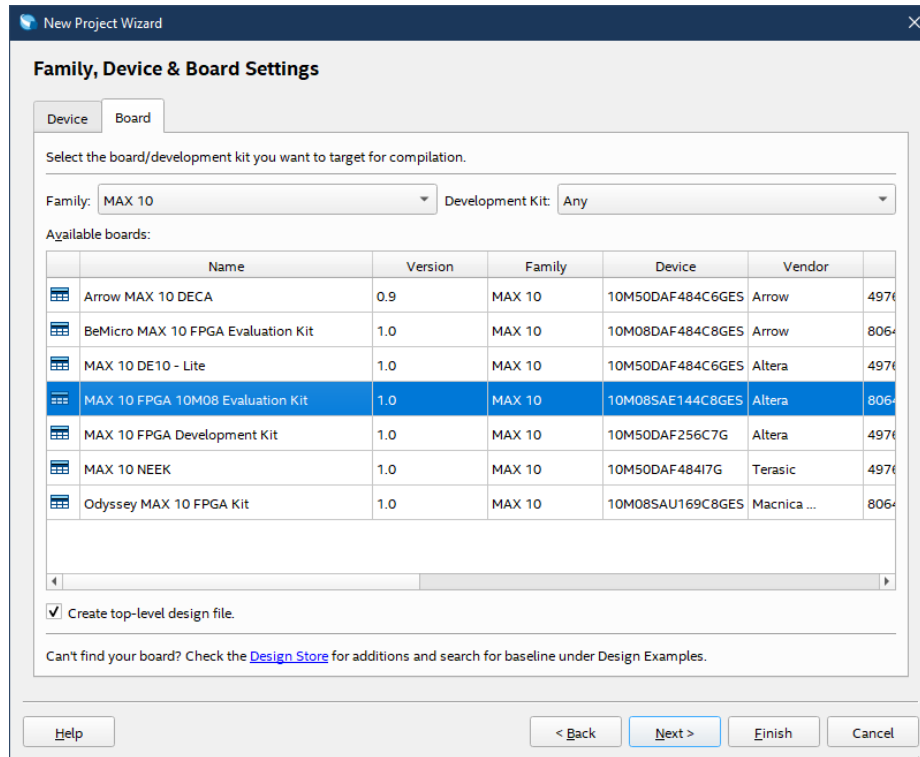 New Project Wizard
Family, Device & Board Settings
Device Board
Select the board/development kit you want to target for compilation.
Family: MAX 10 Development Kit: Any
Available boards:
Name Version Family Device Vendor
Arrow MAX 10 DECA 0.9 MAX 10 10M50DAF484C6GES Arrow 4976
BeMicro MAX 10 FPGA Evaluation Kit 1.0 MAX 10 10M08DAF484C8GES Arrow 8064
MAX 10 DE10 - Lite 1.0 MAX 10 10M50DAF484C6GES Altera 4976
MAX 10 FPGA 10M08 Evaluation Kit 1.0 MAX 10 10M08SAE144C8GES Altera 8064
MAX 10 FPGA Development Kit 1.0 MAX 10 10M50DAF256C7G Altera 4976
MAX 10 NEEK 1.0 MAX 10 10M50DAF484I7G Terasic 4976
Odyssey MAX 10 FPGA Kit 1.0 MAX 10 10M08SAU169C8GES Macnica ... 8064
Create top-level design file.
Can't find your board? Check the Design Store for additions and search for baseline under Design Examples.
Help < Back Next > Finish Cancel